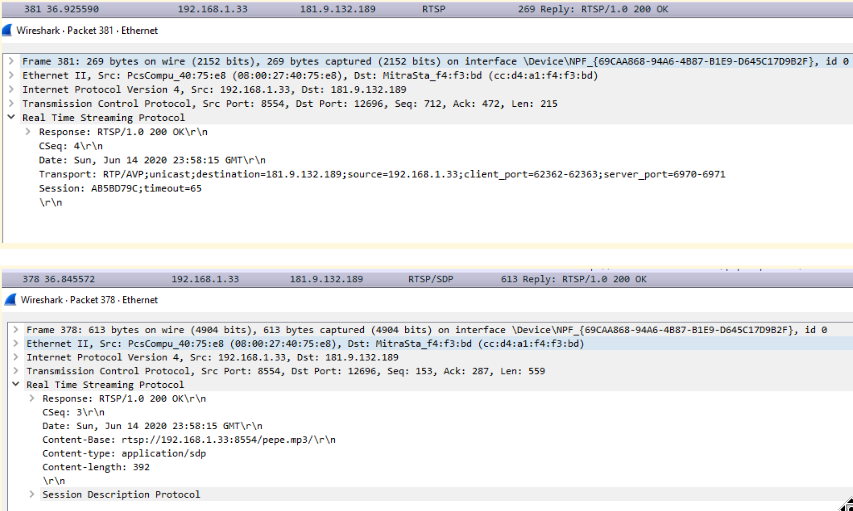 381 36.925590 192.168.1.33 181.9.132.189 RTSP 269 Reply: RTSP/1.0 200 OK
Wireshark · Packet 381 · Ethernet
Frame 381: 269 bytes on wire (2152 bits), 269 bytes captured (2152 bits) on interface \Device\NPF_{69CAA868-94A6-4B87-B1E9-D645C17D9B2F}, id 0
Ethernet II, Src: PcsCompu_40:75:e8 (08:00:27:40:75:e8), Dst: MitraSta_f4:f3:bd (cc:d4:a1:f4:f3:bd)
Internet Protocol Version 4, Src: 192.168.1.33, Dst: 181.9.132.189
Transmission Control Protocol, Src Port: 8554, Dst Port: 12696, Seq: 712, Ack: 472, Len: 215
Real Time Streaming Protocol
Response: RTSP/1.0 200 OK\r\n
CSeq: 4\r\n
Date: Sun, Jun 14 2020 23:58:15 GMT\r\n
Transport: RTP/AVP;unicast;destination=181.9.132.189;source=192.168.1.33;client_port=62362-62363;server_port=6970-6971
Session: AB5BD79C;timeout=65
\r\n
378 36.845572 192.168.1.33 181.9.132.189 RTSP/SDP 613 Reply: RTSP/1.0 200 OK
Wireshark · Packet 378 · Ethernet
Frame 378: 613 bytes on wire (4904 bits), 613 bytes captured (4904 bits) on interface \Device\NPF_{69CAA868-94A6-4B87-B1E9-D645C17D9B2F}, id 0
Ethernet II, Src: PcsCompu_40:75:e8 (08:00:27:40:75:e8), Dst: MitraSta_f4:f3:bd (cc:d4:a1:f4:f3:bd)
Internet Protocol Version 4, Src: 192.168.1.33, Dst: 181.9.132.189
Transmission Control Protocol, Src Port: 8554, Dst Port: 12696, Seq: 153, Ack: 287, Len: 559
Real Time Streaming Protocol
Response: RTSP/1.0 200 OK\r\n
CSeq: 3\r\n
Date: Sun, Jun 14 2020 23:58:15 GMT\r\n
Content-Base: rtsp://192.168.1.33:8554/pepe.mp3/\r\n
Content-type: application/sdp
Content-length: 392
\r\n
Session Description Protocol